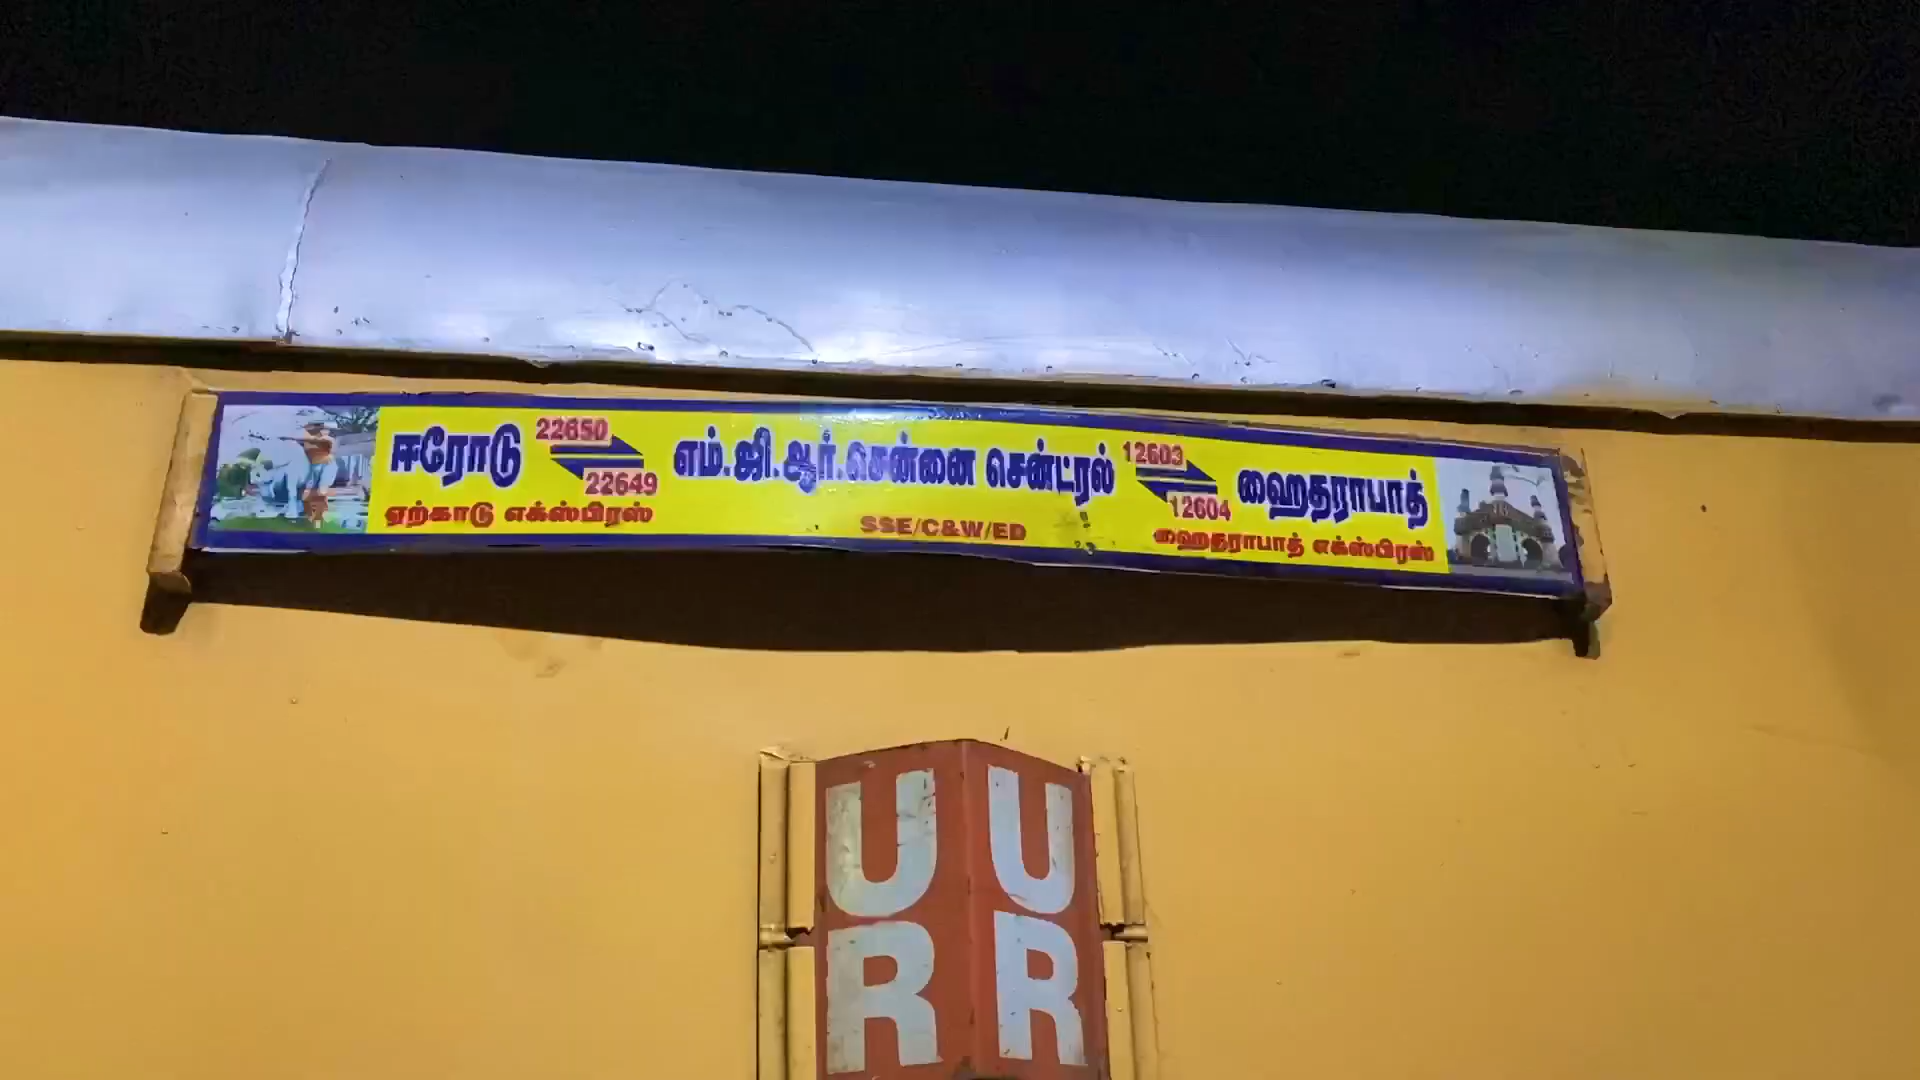 ஈரோடு 22650 22649 எம்.ஜி.ஆர்.சென்னை சென்ட்ரல் 12603 12604 ஹைதராபாத்
ஏற்காடு எக்ஸ்பிரஸ் SSE/C&W/ED ஹைதராபாத் எக்ஸ்பிரஸ்
U U
R R